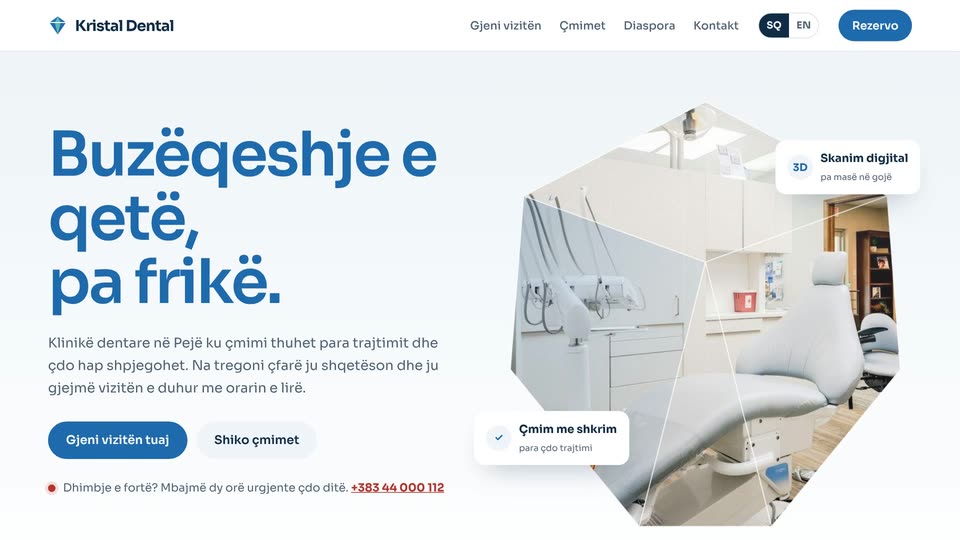 Kristal Dental
Gjeni vizitën
Çmimet
Diaspora
Kontakt
SQ
EN
Rezervo
Buzëqeshje e
qetë,
pa frikë.
Klinikë dentare në Pejë ku çmimi thuhet para trajtimit dhe
çdo hap shpjegohet. Na tregoni çfarë ju shqetëson dhe ju
gjejmë vizitën e duhur me orarin e lirë.
Gjeni vizitën tuaj
Shiko çmimet
Dhimbje e fortë? Mbajmë dy orë urgjente çdo ditë. +383 44 000 112
3D
Skanim digjital
pa masë në gojë
Çmim me shkrim
para çdo trajtimi